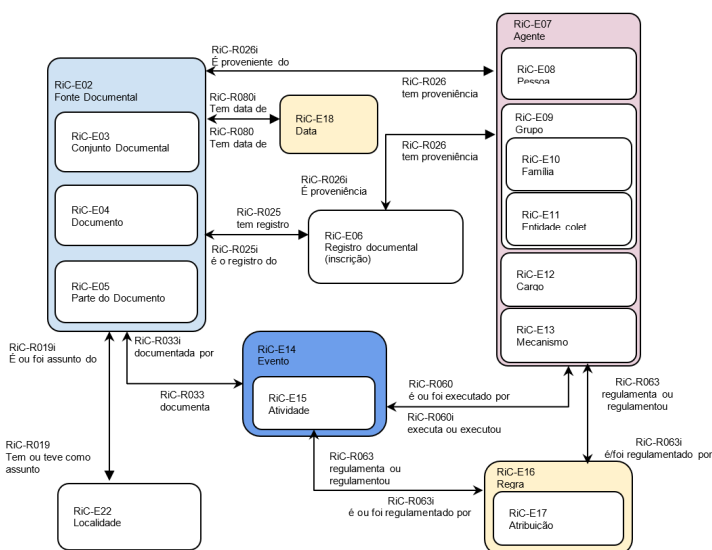 RiC-E07
Agente
RiC-R026i
É proveniente do
RiC-E08
Pessoa
RiC-R026
tem proveniência
RiC-E02
Fonte Documental
RiC-R080i
Tem data de
RiC-R080
Tem data de
RiC-E18
Data
RiC-E03
Conjunto Documental
RiC-E09
Grupo
RiC-R026
tem proveniência
RiC-E10
Família
RiC-R026i
É proveniência
RiC-E04
Documento
RiC-R025
tem registro
RiC-E11
Entidade colet
RiC-E06
Registro documental
(inscrição)
RiC-R025i
é o registro do
RiC-E05
Parte do Documento
RiC-E12
Cargo
RiC-E13
Mecanismo
RiC-R019i
É ou foi assunto do
RiC-R033i
documentada por
RiC-E14
Evento
RiC-E15
Atividade
RiC-R033
documenta
RiC-R060
é ou foi executado por
RiC-R060i
executa ou executou
RiC-R063
regulamenta ou
regulamentou
RiC-R019
Tem ou teve como
assunto
RiC-R063
regulamenta ou
regulamentou
RiC-R063i
é/foi regulamentado por
RiC-R063i
é ou foi regulamentado por
RiC-E16
Regra
RiC-E17
Atribuicão
RiC-E22
Localidade